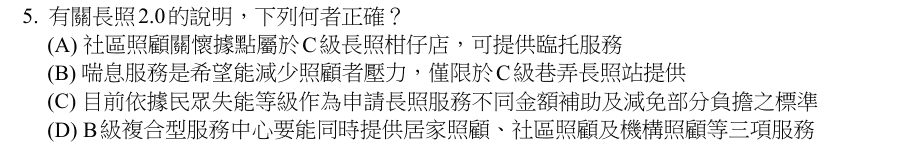 5. 有關長照2.0的說明，下列何者正確？
(A) 社區照顧關懷據點屬於C級長照柑仔店，可提供臨托服務
(B) 喘息服務是希望能減少照顧者壓力，僅限於C級巷弄長照站提供
(C) 目前依據民眾失能等級作為申請長照服務不同金額補助及減免部分負擔之標準
(D) B級複合型服務中心要能同時提供居家照顧、社區照顧及機構照顧等三項服務